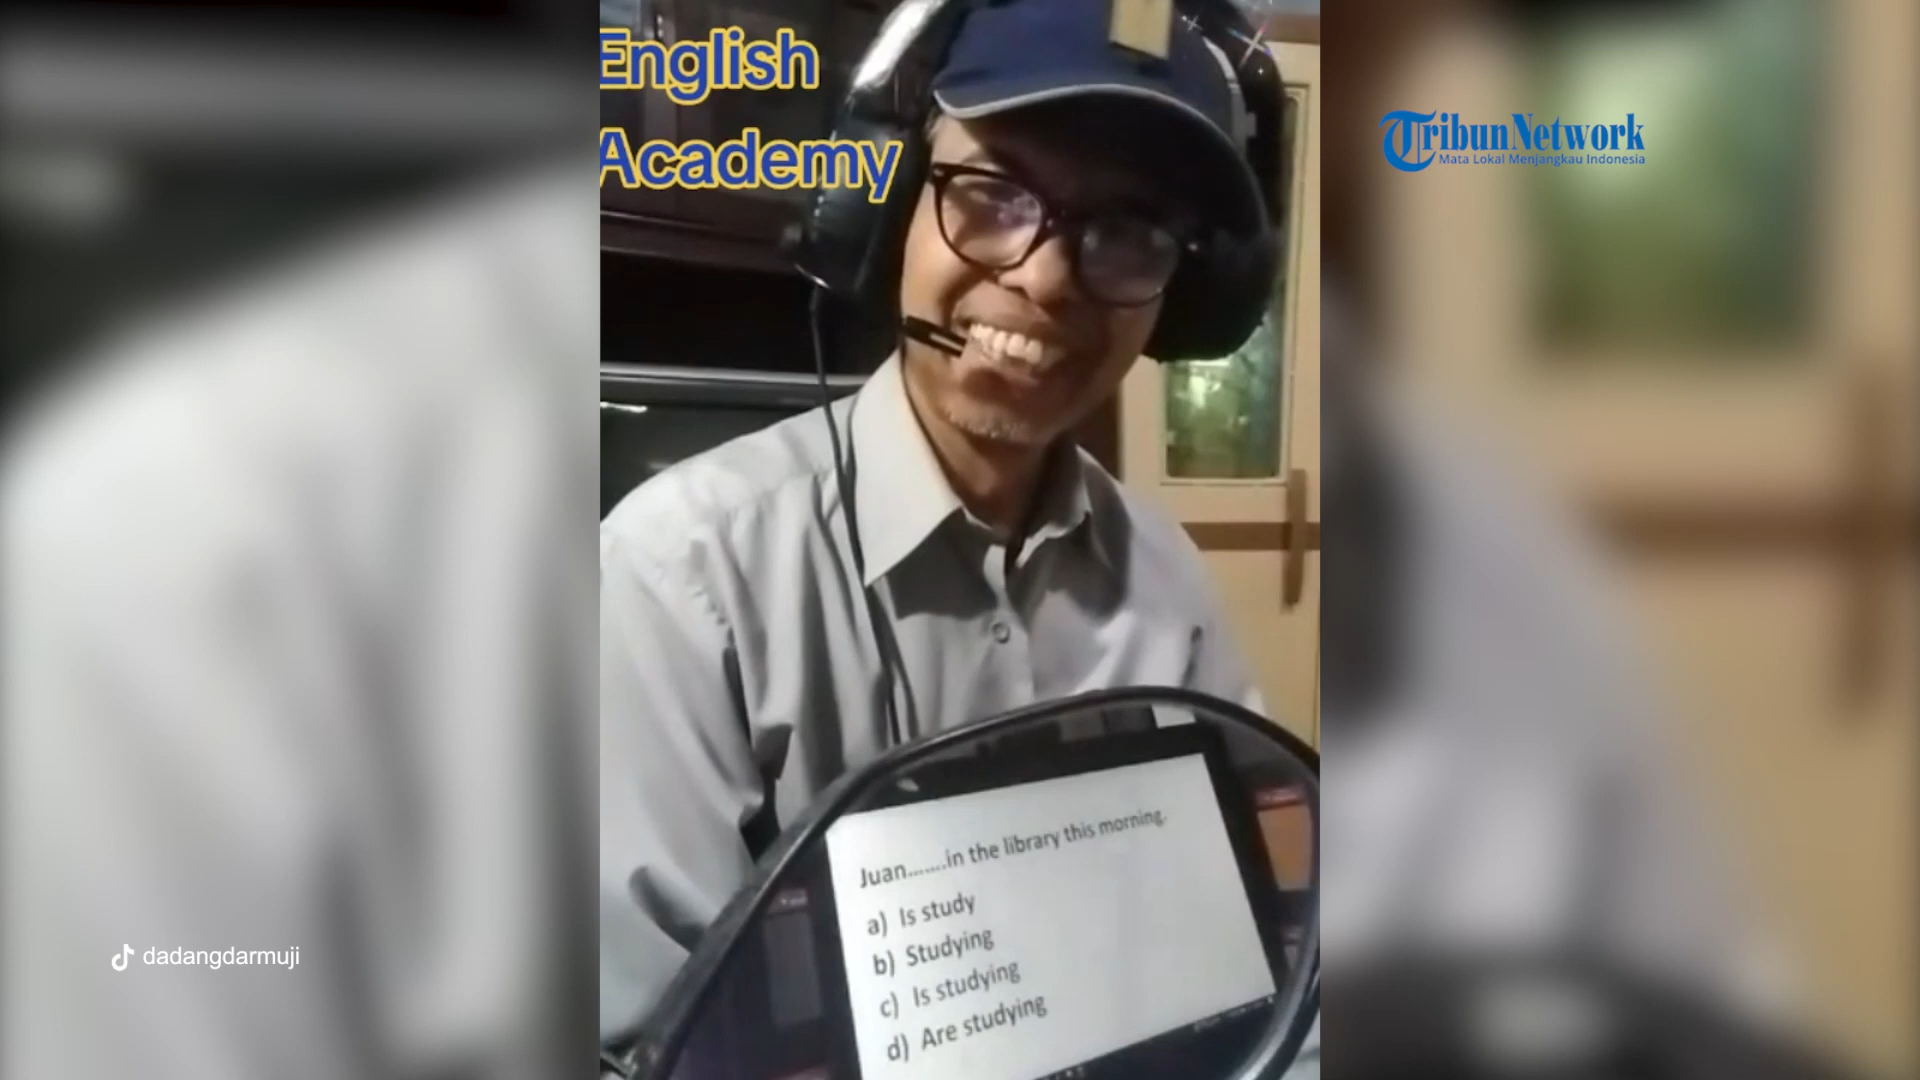 English
Academy
TribunNetwork
Mata Lokal Menjangkau Indonesia
Juan.......in the library this morning.
a) Is study
b) Studying
c) Is studying
d) Are studying
dadangdarmuji